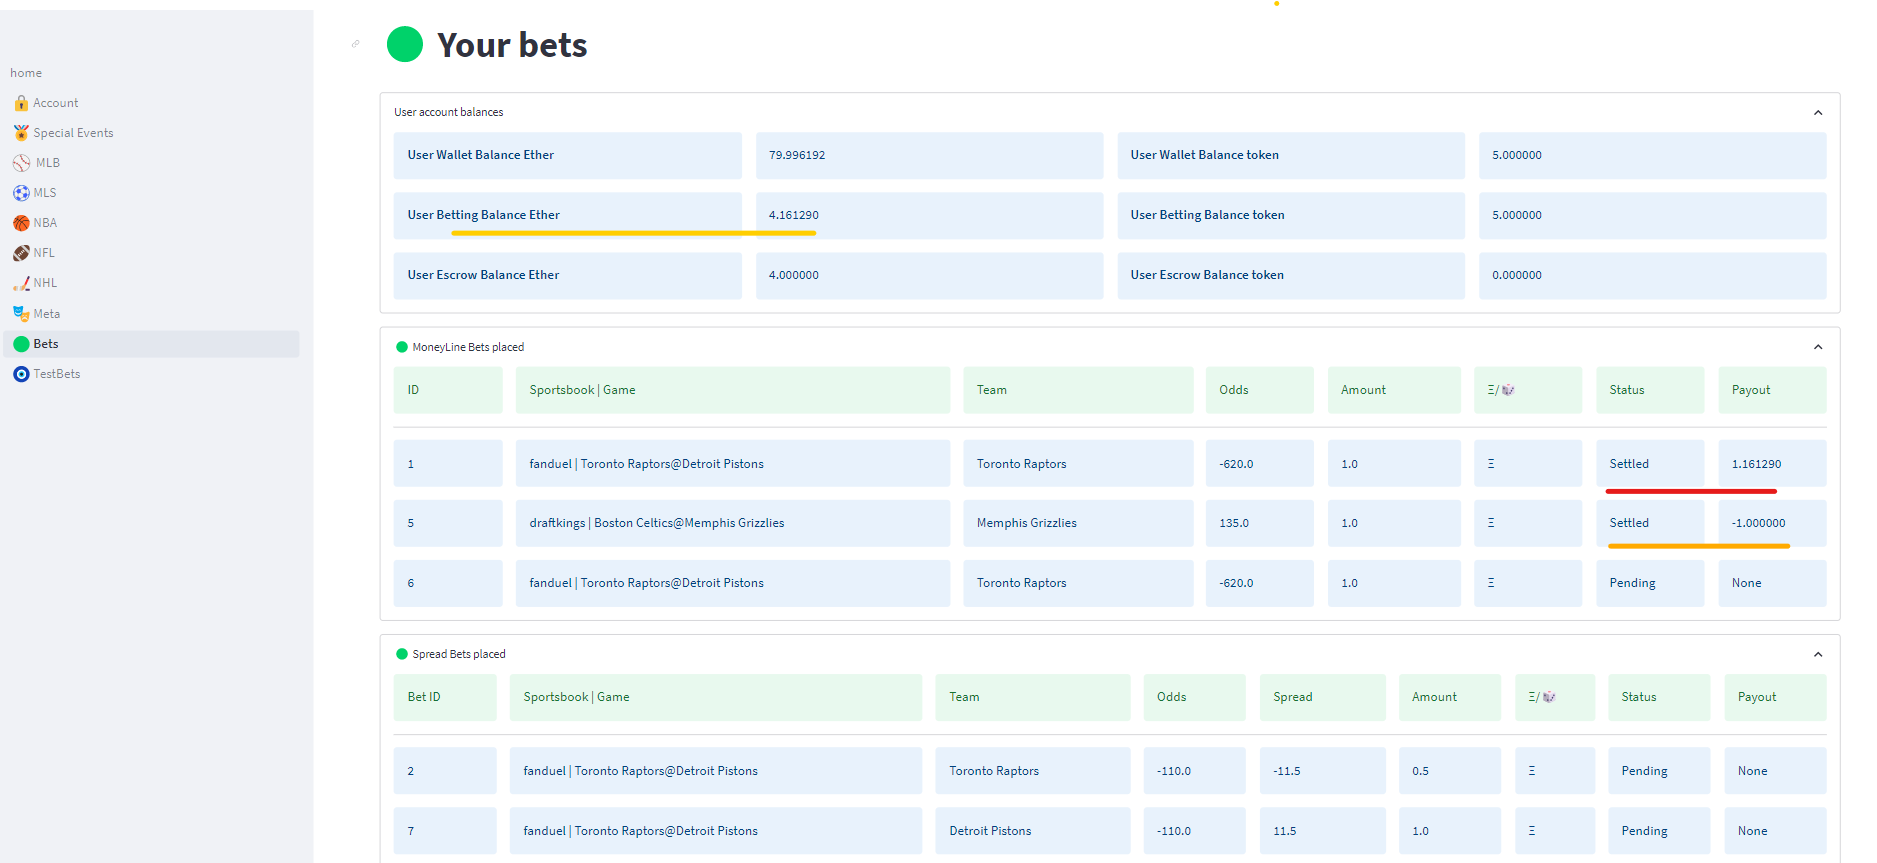 home
Account
Special Events
MLB
MLS
NBA
NFL
NHL
Meta
Bets
TestBets
Your bets
User account balances
User Wallet Balance Ether 79.996192 User Wallet Balance token 5.000000
User Betting Balance Ether 4.161290 User Betting Balance token 5.000000
User Escrow Balance Ether 4.000000 User Escrow Balance token 0.000000
MoneyLine Bets placed
ID Sportsbook | Game Team Odds Amount Ξ/🎲 Status Payout
1 fanduel | Toronto Raptors@Detroit Pistons Toronto Raptors -620.0 1.0 Ξ Settled 1.161290
5 draftkings | Boston Celtics@Memphis Grizzlies Memphis Grizzlies 135.0 1.0 Ξ Settled -1.000000
6 fanduel | Toronto Raptors@Detroit Pistons Toronto Raptors -620.0 1.0 Ξ Pending None
Spread Bets placed
Bet ID Sportsbook | Game Team Odds Spread Amount Ξ/🎲 Status Payout
2 fanduel | Toronto Raptors@Detroit Pistons Toronto Raptors -110.0 -11.5 0.5 Ξ Pending None
7 fanduel | Toronto Raptors@Detroit Pistons Detroit Pistons -110.0 11.5 1.0 Ξ Pending None